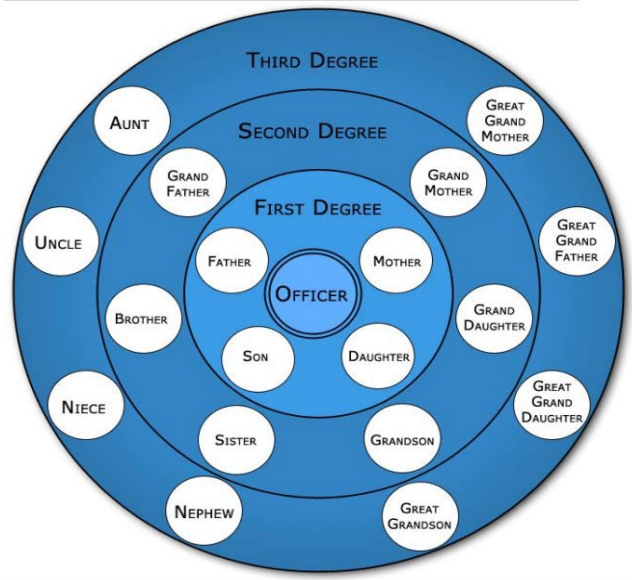 THIRD DEGREE
AUNT
GREAT
GRAND
MOTHER
SECOND DEGREE
GRAND
FATHER
GRAND
MOTHER
FIRST DEGREE
UNCLE
GREAT
GRAND
FATHER
FATHER
MOTHER
OFFICER
BROTHER
GRAND
DAUGHTER
SON
DAUGHTER
NIECE
GREAT
GRAND
DAUGHTER
SISTER
GRANDSON
NEPHEW
GREAT
GRANDSON